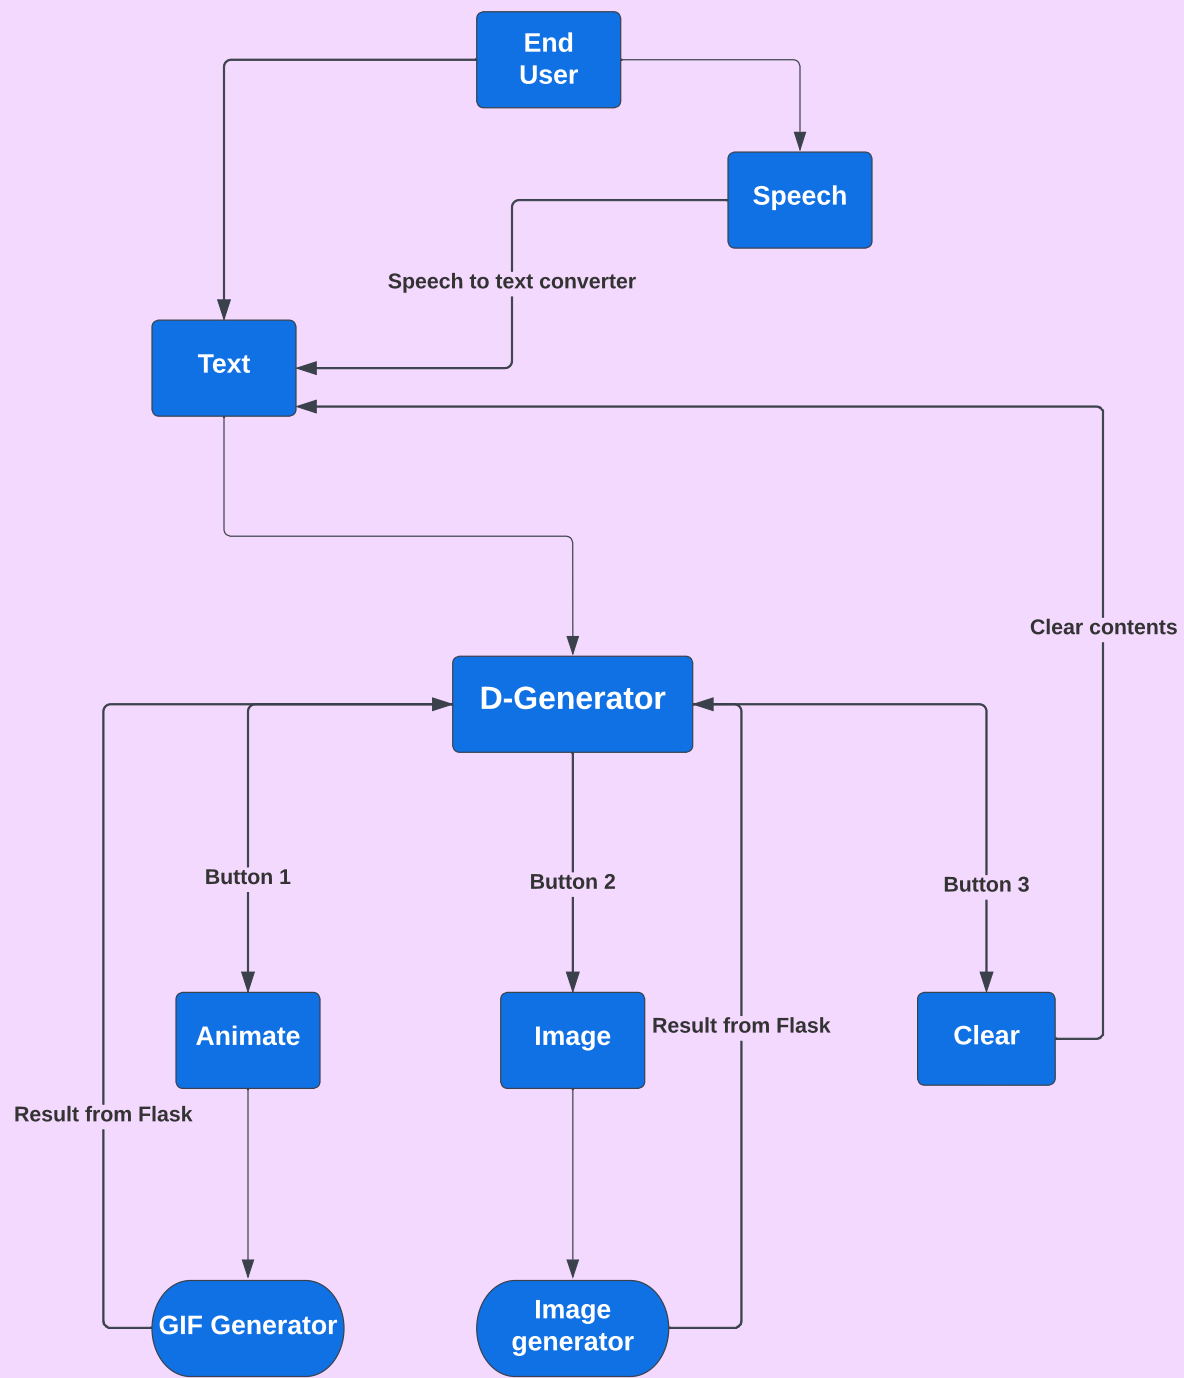 End
User
Speech
Speech to text converter
Text
Clear contents
D-Generator
Button 1
Button 2
Button 3
Animate
Image
Result from Flask
Clear
Result from Flask
GIF Generator
Image
generator